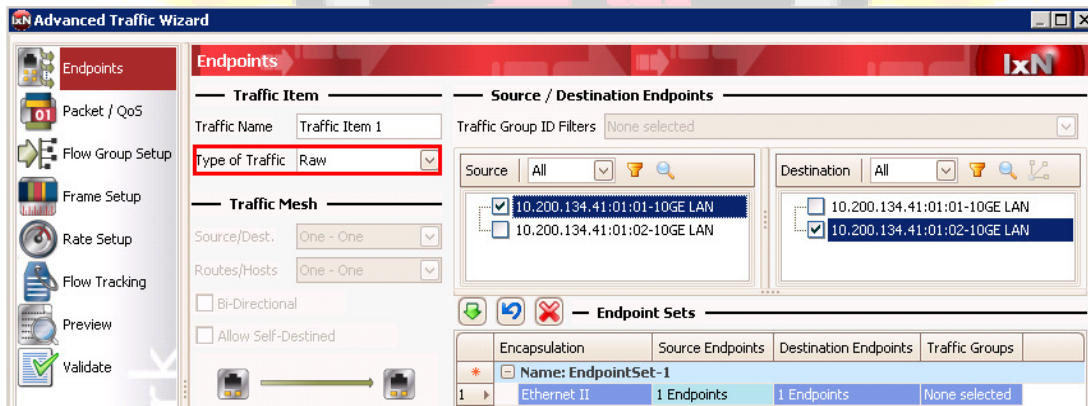 IxN Advanced Traffic Wizard
Endpoints
Packet / QoS
Flow Group Setup
Frame Setup
Rate Setup
Flow Tracking
Preview
Validate
Endpoints
IxN
Traffic Item
Traffic Name Traffic Item 1
Type of Traffic Raw
Traffic Mesh
Source/Dest. One - One
Routes/Hosts One - One
Bi-Directional
Allow Self-Destined
Source / Destination Endpoints
Traffic Group ID Filters None selected
Source All
10.200.134.41:01:01-10GE LAN
10.200.134.41:01:02-10GE LAN
Destination All
10.200.134.41:01:01-10GE LAN
10.200.134.41:01:02-10GE LAN
Endpoint Sets
Encapsulation Source Endpoints Destination Endpoints Traffic Groups
Name: EndpointSet-1
1 Ethernet II 1 Endpoints 1 Endpoints None selected